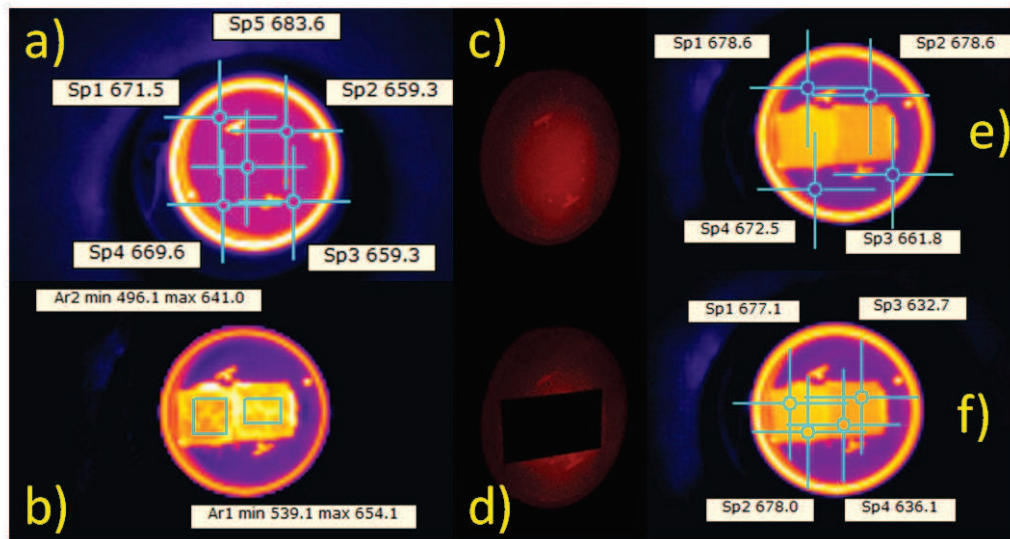 a)
Sp5 683.6
Sp1 671.5
Sp2 659.3
Sp4 669.6
Sp3 659.3
Ar2 min 496.1 max 641.0
b)
Ar1 min 539.1 max 654.1
c)
d)
Sp1 678.6
Sp2 678.6
e)
Sp4 672.5
Sp3 661.8
Sp1 677.1
Sp3 632.7
f)
Sp2 678.0
Sp4 636.1